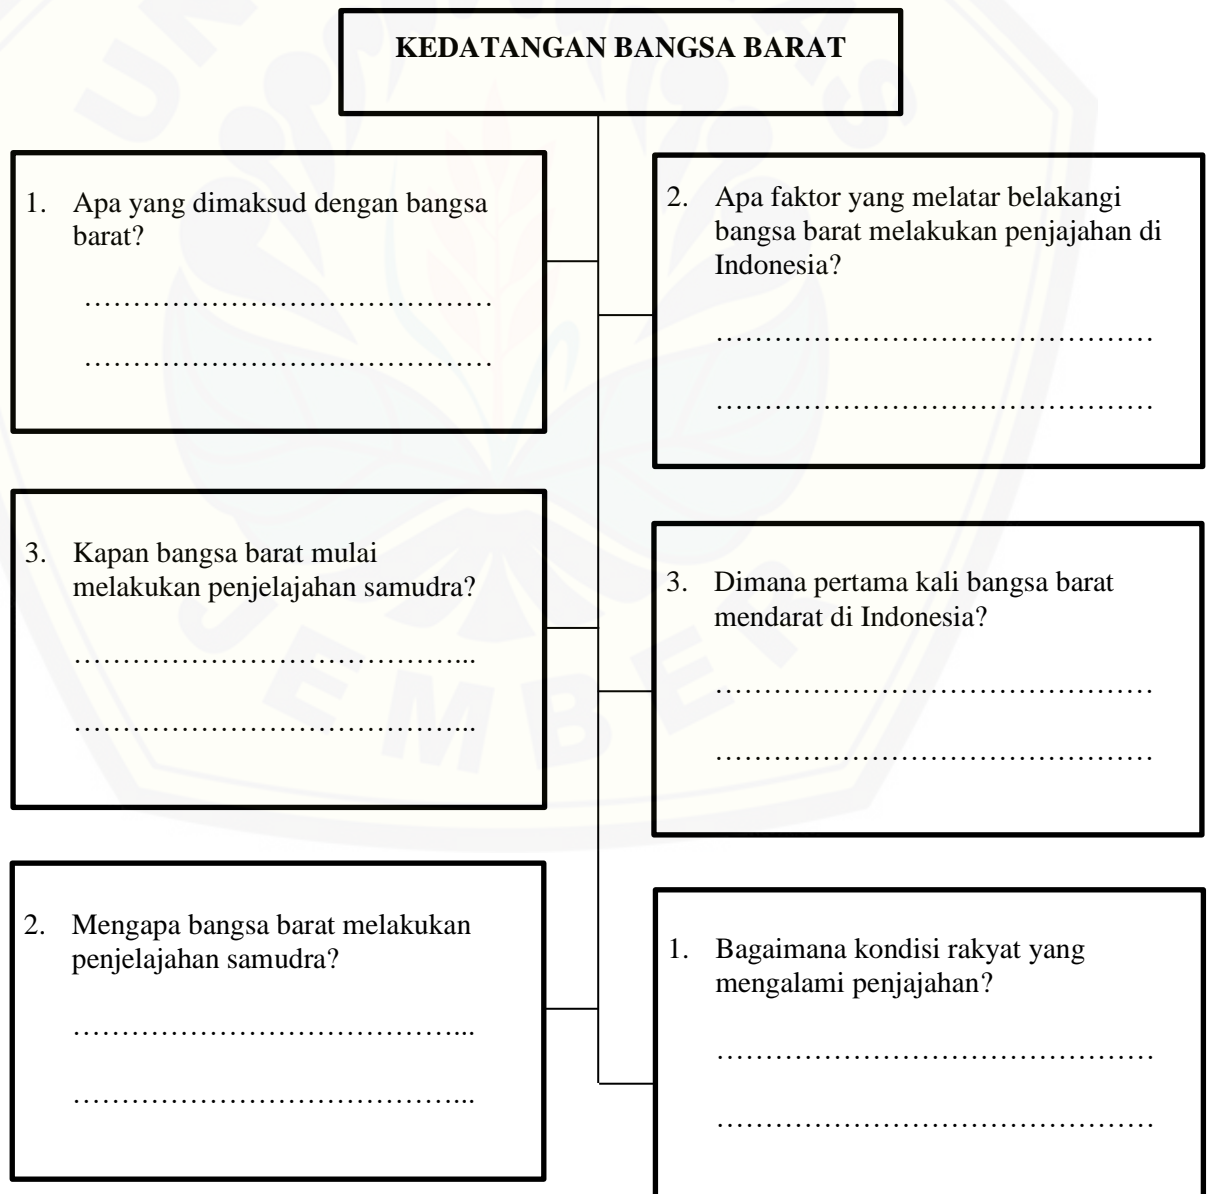 KEDATANGAN BANGSA BARAT
1. Apa yang dimaksud dengan bangsa
barat?
…………………………………
…………………………………
2. Apa faktor yang melatar belakangi
bangsa barat melakukan penjajahan di
Indonesia?
……………………………………
……………………………………
3. Kapan bangsa barat mulai
melakukan penjelajahan samudra?
………………………………...
………………………………...
3. Dimana pertama kali bangsa barat
mendarat di Indonesia?
……………………………………
……………………………………
2. Mengapa bangsa barat melakukan
penjelajahan samudra?
………………………………...
………………………………...
1. Bagaimana kondisi rakyat yang
mengalami penjajahan?
……………………………………
……………………………………
JEMBER